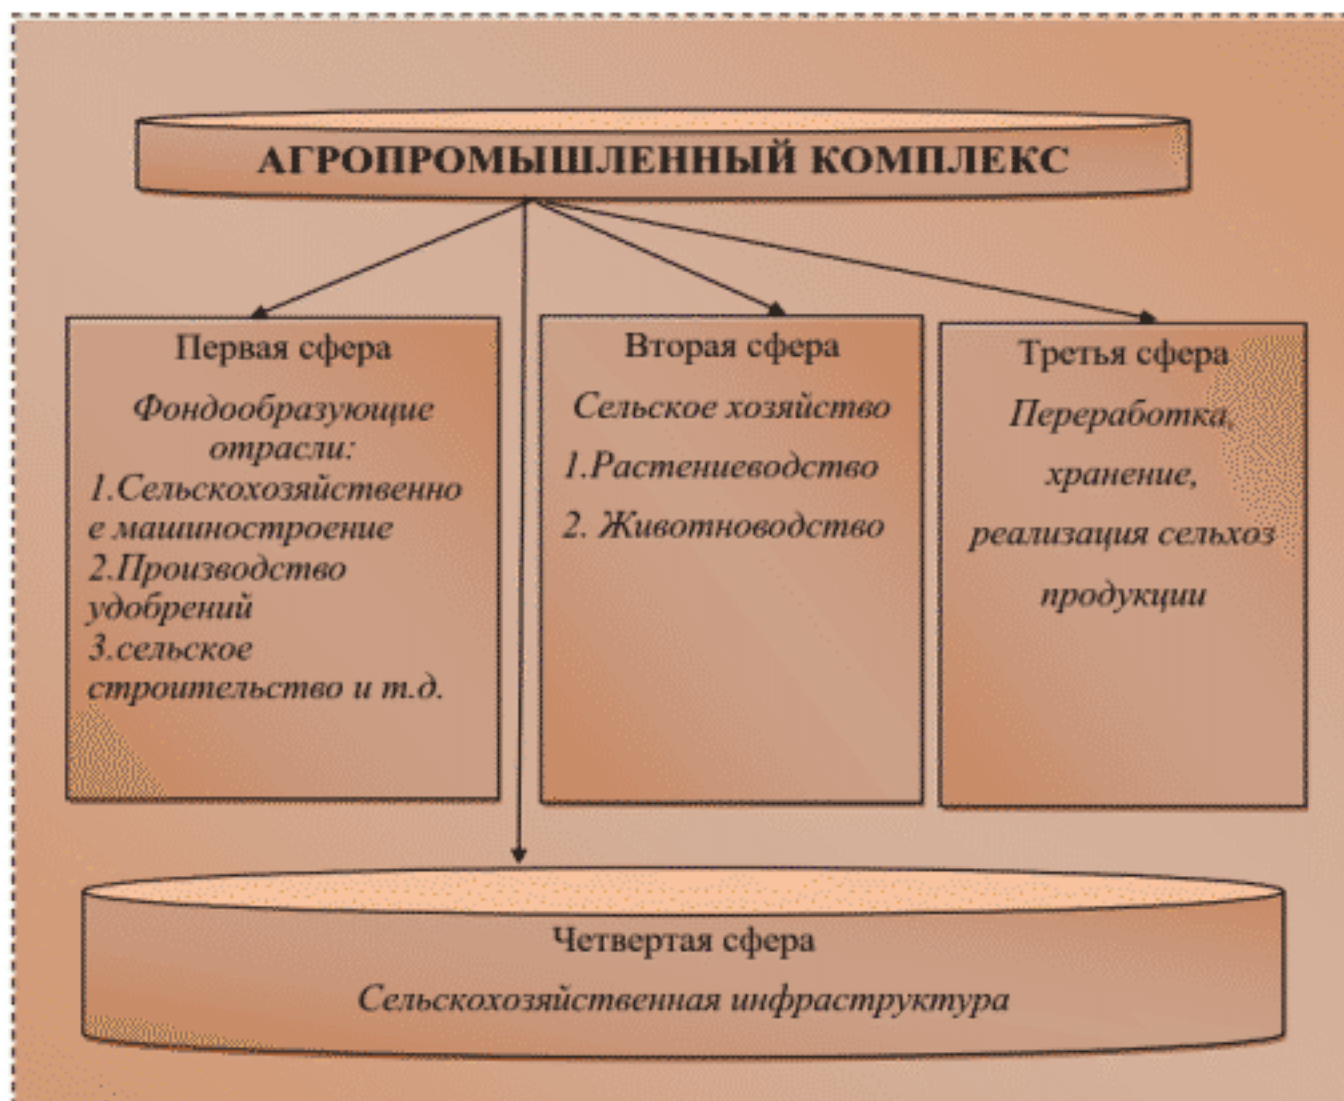 АГРОПРОМЫШЛЕННЫЙ КОМПЛЕКС
Первая сфера
Фондообразующие
отрасли:
1.Сельскохозяйственно
е машиностроение
2.Производство
удобрений
3.сельское
строительство и т.д.
Вторая сфера
Сельское хозяйство
1.Растениеводство
2. Животноводство
Третья сфера
Переработка,
хранение,
реализация сельхоз
продукции
Четвертая сфера
Сельскохозяйственная инфраструктура